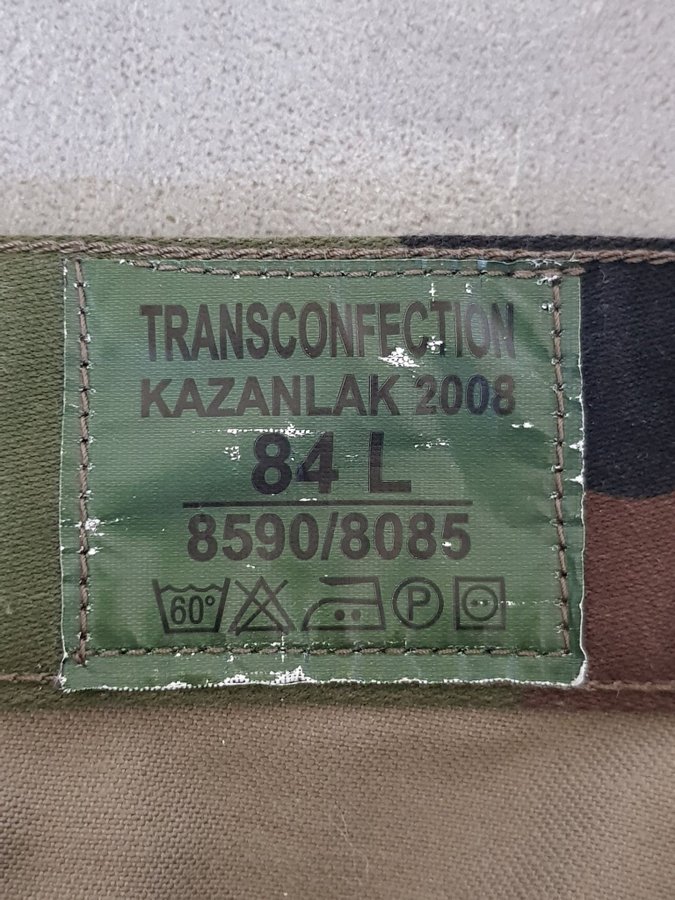 TRANSCONFECTION
KAZANLAK 2008
84 L
8590/8085
60° P